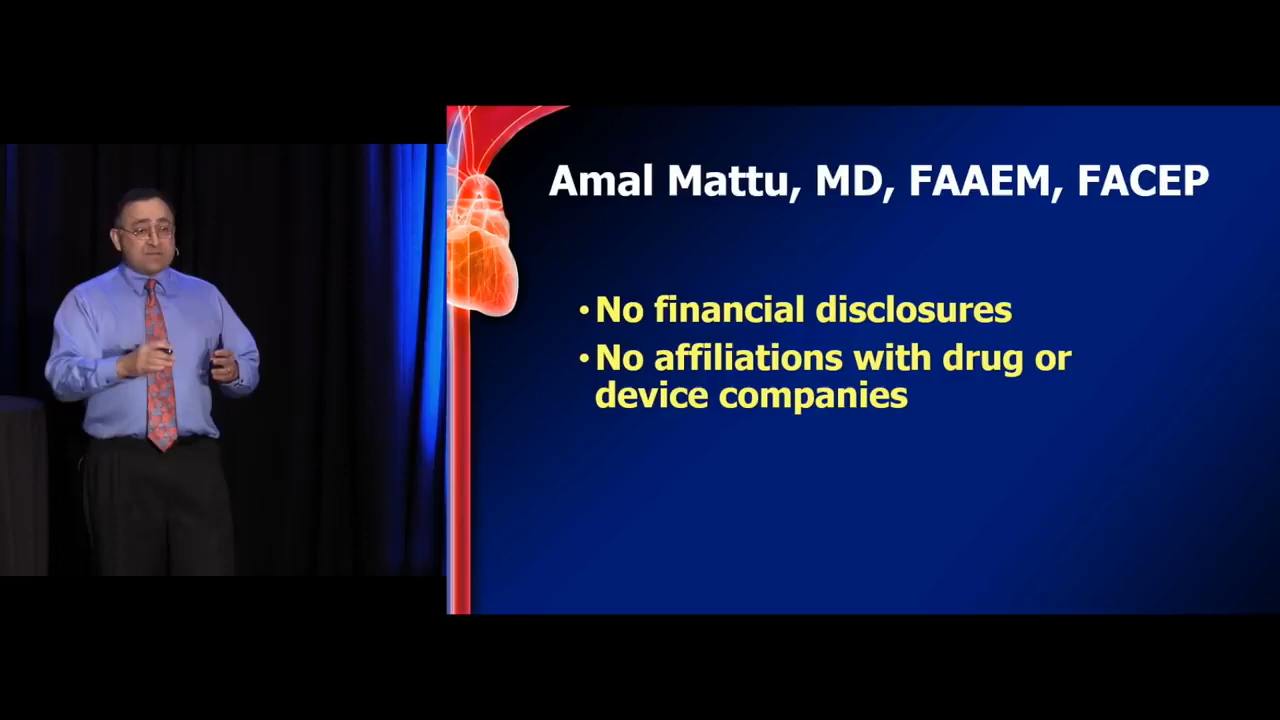 Amal Mattu, MD, FAAEM, FACEP
•No financial disclosures
•No affiliations with drug or
device companies